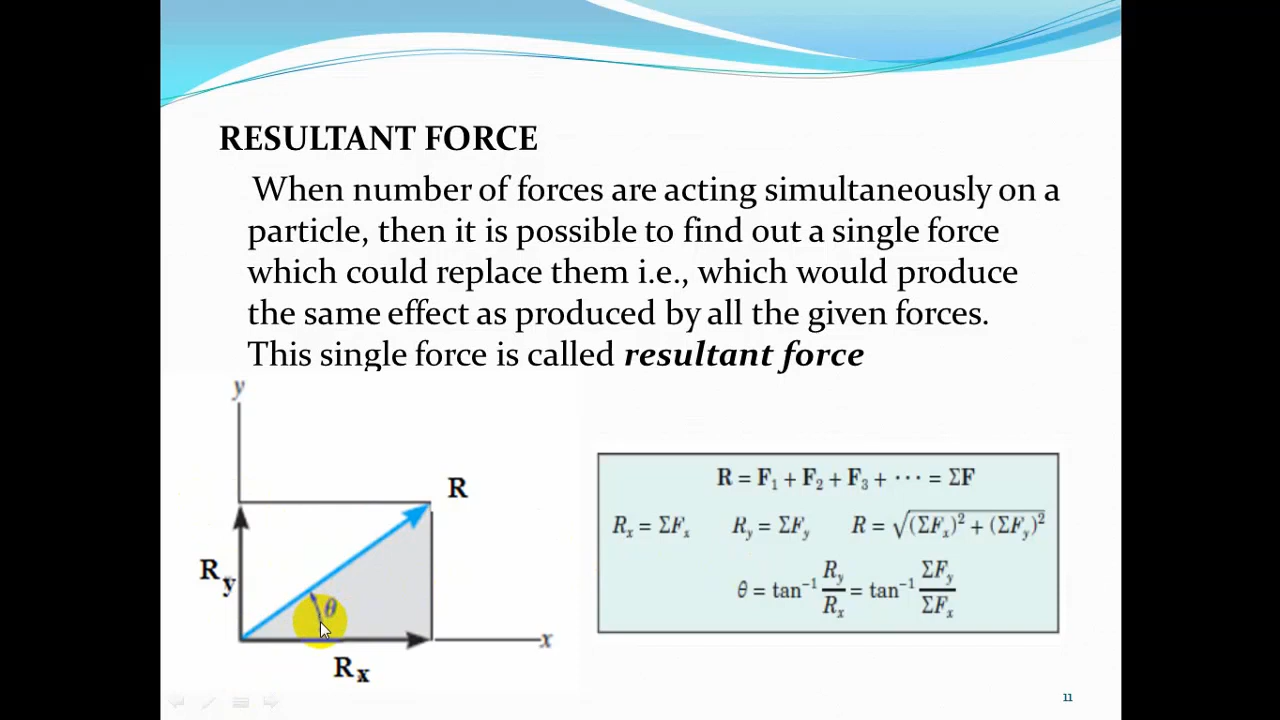 RESULTANT FORCE
When number of forces are acting simultaneously on a
particle, then it is possible to find out a single force
which could replace them i.e., which would produce
the same effect as produced by all the given forces.
This single force is called resultant force
y
R
R_y
θ
x
R_x
R = F₁ + F₂ + F₃ + ··· = ΣF
R_x = ΣF_x R_y = ΣF_y R = √(ΣF_x)² + (ΣF_y)²
θ = tan⁻¹ R_y/R_x = tan⁻¹ ΣF_y/ΣF_x
11